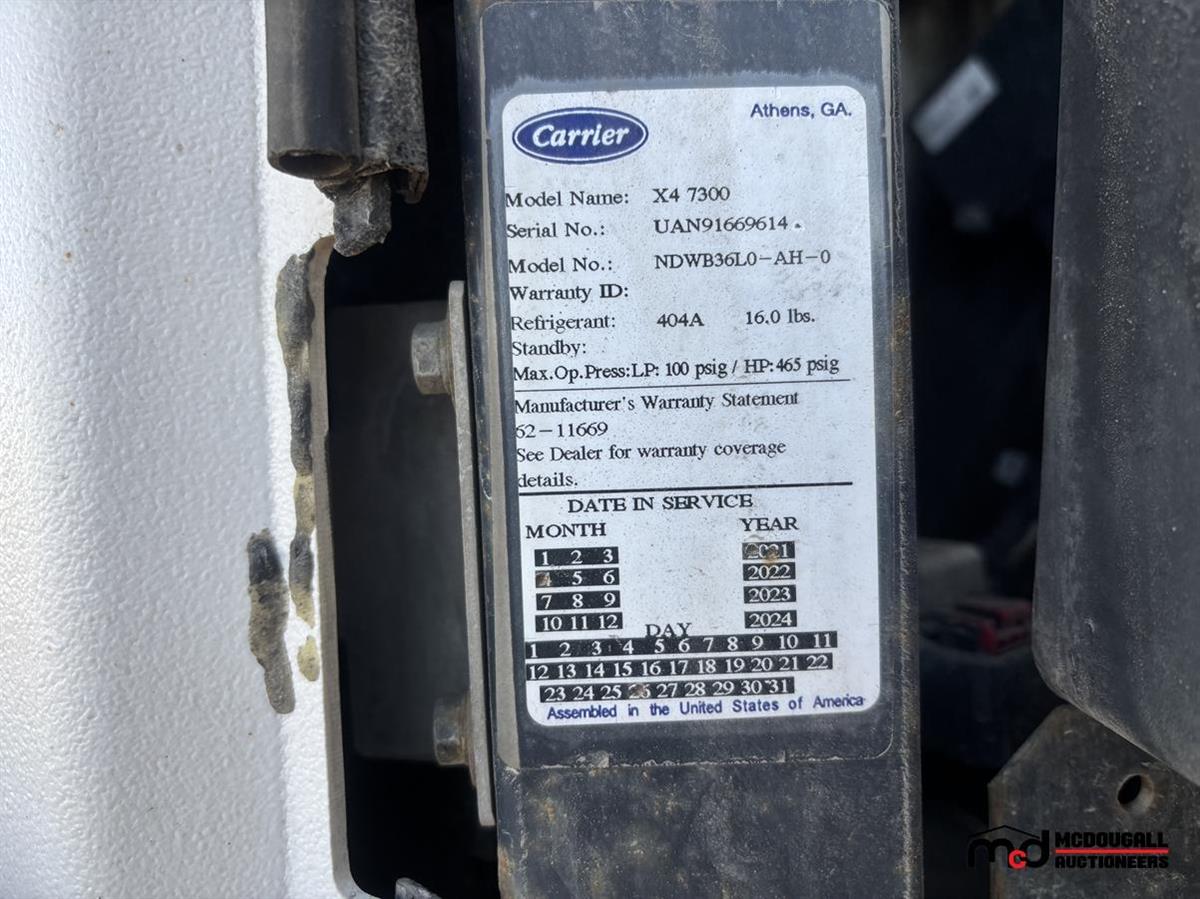 Carrier
Athens, GA.
Model Name: X4 7300
Serial No.: UAN91669614
Model No.: NDWB36L0-AH-0
Warranty ID:
Refrigerant: 404A 16.0 lbs.
Standby:
Max.Op.Press:LP: 100 psig / HP:465 psig
Manufacturer's Warranty Statement
62-11669
See Dealer for warranty coverage
details.
DATE IN SERVICE
MONTH YEAR
1 2 3 2021
4 5 6 2022
7 8 9 2023
10 11 12 2024
DAY
1 2 3 4 5 6 7 8 9 10 11
12 13 14 15 16 17 18 19 20 21 22
23 24 25 26 27 28 29 30 31
Assembled in the United States of America
mcd MCDOUGALL
AUCTIONEERS